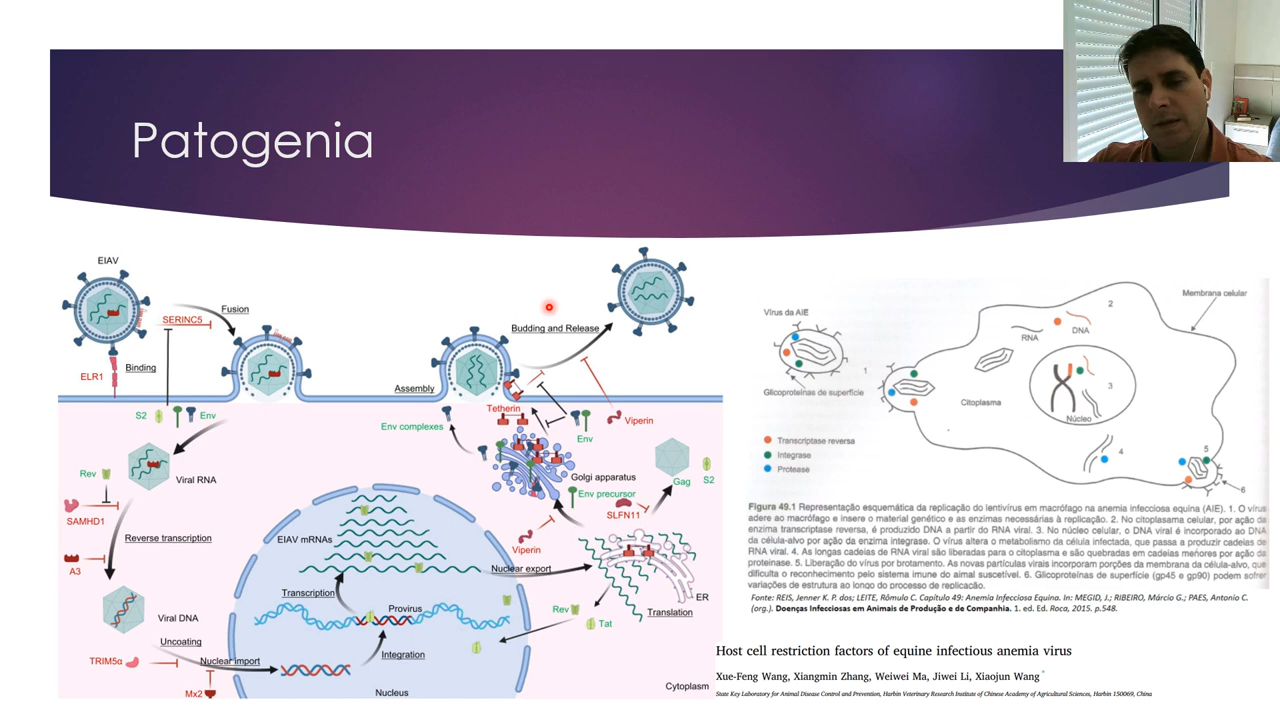 Patogenia
EIAV
SERINC5
Fusion
ELR1
Binding
S2
Env
Rev
Viral RNA
SAMHD1
Reverse transcription
A3
Viral DNA
Uncoating
TRIM5α
Nuclear import
Mx2
Budding and Release
Assembly
Tetherin
Viperin
Env complexes
Env
Golgi apparatus
Gag
S2
Env precursor
SLFN11
EIAV mRNAs
Viperin
Nuclear export
ER
Transcription
Translation
Provirus
Rev
Tat
Integration
Nucleus
Cytoplasm
Vírus da AIE
1
Glicoproteínas de superfície
Membrana celular
2
DNA
RNA
3
Citoplasma
Núcleo
4
5
6
Transcriptase reversa
Integrase
Protease
Figura 49.1 Representação esquemática da replicação do lentivírus em macrófago na anemia infecciosa equina (AIE). 1. O vírus
adere ao macrófago e insere o material genético e as enzimas necessárias à replicação. 2. No citoplasma celular, por ação da
enzima transcriptase reversa, é produzido DNA a partir do RNA viral. 3. No núcleo celular, o DNA viral é incorporado ao DNA
da célula-alvo por ação da enzima integrase. O vírus altera o metabolismo da célula infectada, que passa a produzir cadeias de
RNA viral. 4. As longas cadeias de RNA viral são liberadas para o citoplasma e são quebradas em cadeias menores por ação da
proteinase. 5. Liberação do vírus por brotamento. As novas partículas virais incorporam porções da membrana da célula-alvo, que
dificulta o reconhecimento pelo sistema imune do aimal suscetível. 6. Glicoproteínas de superfície (gp45 e gp90) podem sofrer
variações de estrutura ao longo do processo de replicação.
Fonte: REIS, Jenner K. P. dos; LEITE, Rômulo C. Capítulo 49: Anemia Infecciosa Equina. In: MEGID, J.; RIBEIRO, Márcio G.; PAES, Antonio C.
(org.). Doenças Infecciosas em Animais de Produção e de Companhia. 1. ed. Ed. Roca, 2015. p.548.
Host cell restriction factors of equine infectious anemia virus
Xue-Feng Wang, Xiangmin Zhang, Weiwei Ma, Jiwei Li, Xiaojun Wang*
State Key Laboratory for Animal Disease Control and Prevention, Harbin Veterinary Research Institute of Chinese Academy of Agricultural Sciences, Harbin 150069, China